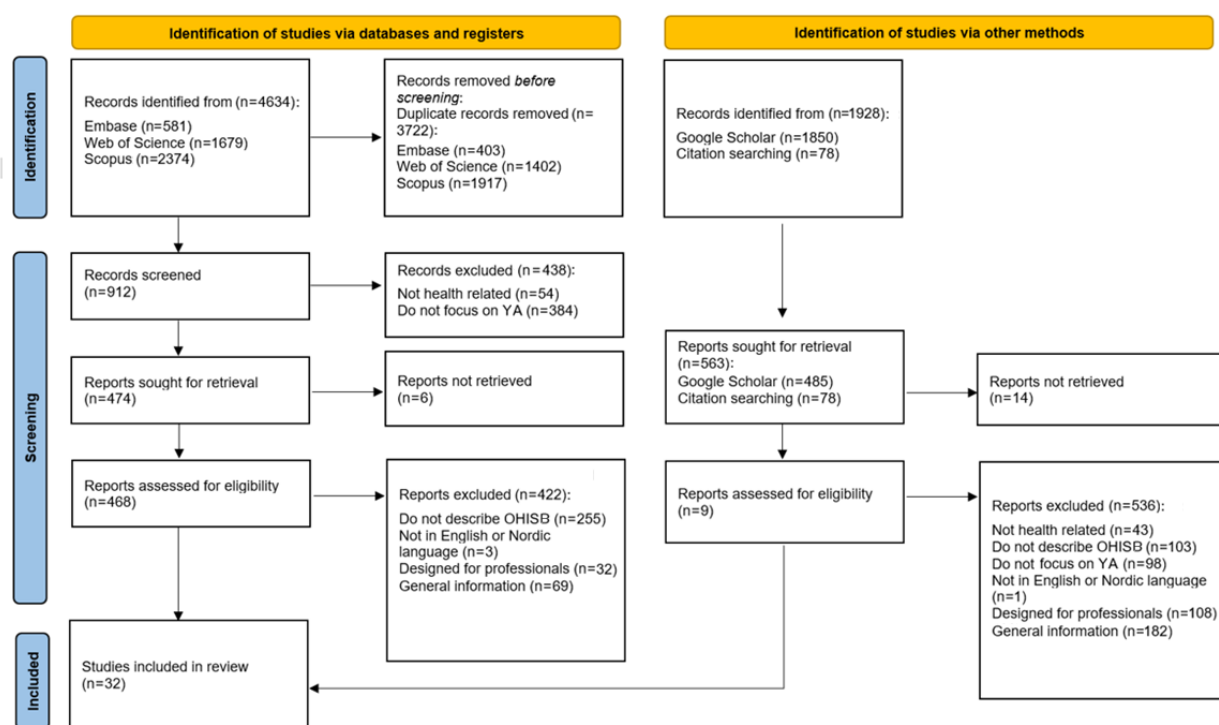 Identification of studies via databases and registers
Identification of studies via other methods
Identification
Records identified from (n=4634):
Embase (n=581)
Web of Science (n=1679)
Scopus (n=2374)
Records removed before
screening:
Duplicate records removed (n=
3722):
Embase (n=403)
Web of Science (n=1402)
Scopus (n=1917)
Records identified from (n=1928):
Google Scholar (n=1850)
Citation searching (n=78)
Screening
Records screened
(n=912)
Records excluded (n=438):
Not health related (n=54)
Do not focus on YA (n=384)
Reports sought for retrieval
(n=474)
Reports not retrieved
(n=6)
Reports sought for retrieval
(n=563):
Google Scholar (n=485)
Citation searching (n=78)
Reports not retrieved
(n=14)
Reports assessed for eligibility
(n=468)
Reports excluded (n=422):
Do not describe OHISB (n=255)
Not in English or Nordic
language (n=3)
Designed for professionals (n=32)
General information (n=69)
Reports assessed for eligibility
(n=9)
Reports excluded (n=536):
Not health related (n=43)
Do not describe OHISB (n=103)
Do not focus on YA (n=98)
Not in English or Nordic language
(n=1)
Designed for professionals (n=108)
General information (n=182)
Included
Studies included in review
(n=32)